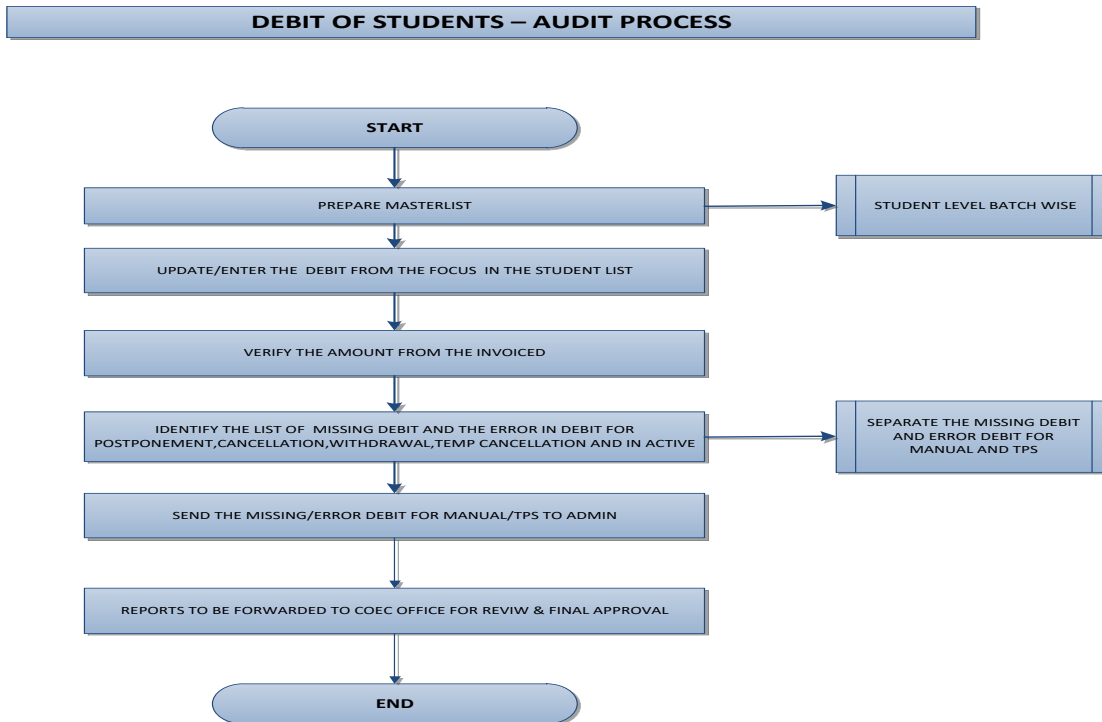 DEBIT OF STUDENTS – AUDIT PROCESS
START
PREPARE MASTERLIST
STUDENT LEVEL BATCH WISE
UPDATE/ENTER THE DEBIT FROM THE FOCUS IN THE STUDENT LIST
VERIFY THE AMOUNT FROM THE INVOICED
IDENTIFY THE LIST OF MISSING DEBIT AND THE ERROR IN DEBIT FOR
POSTPONEMENT,CANCELLATION,WITHDRAWAL,TEMP CANCELLATION AND IN ACTIVE
SEPARATE THE MISSING DEBIT
AND ERROR DEBIT FOR
MANUAL AND TPS
SEND THE MISSING/ERROR DEBIT FOR MANUAL/TPS TO ADMIN
REPORTS TO BE FORWARDED TO COEC OFFICE FOR REVIW & FINAL APPROVAL
END